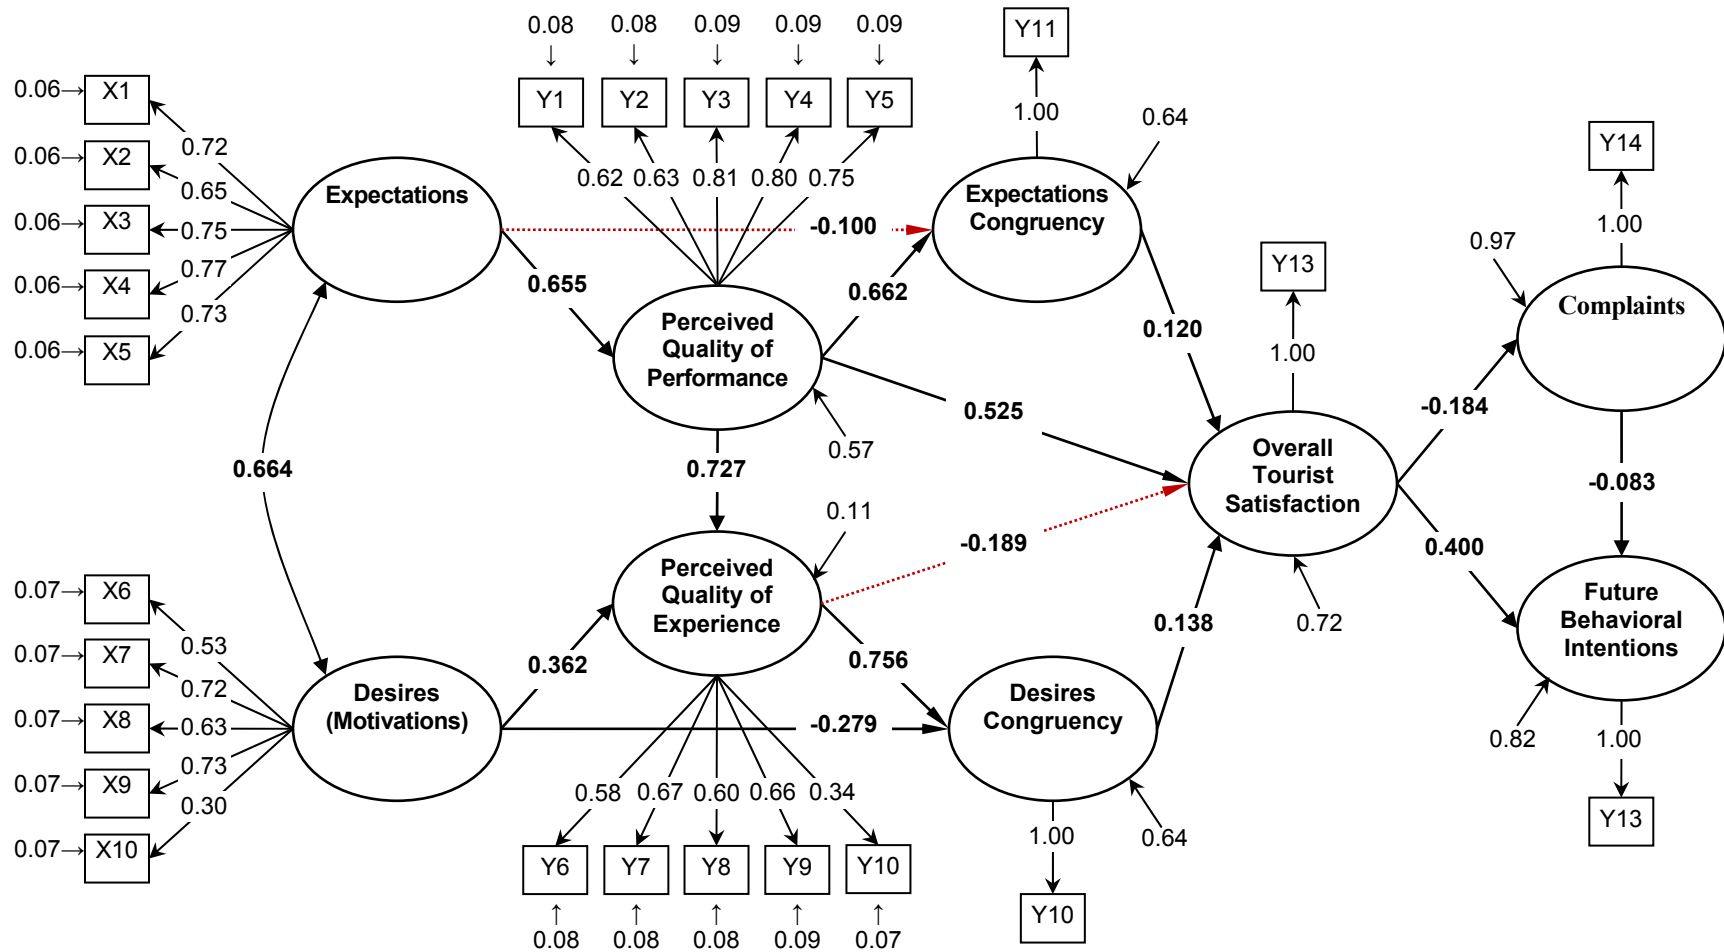 0.08 0.08 0.09 0.09 0.09
↓ ↓ ↓ ↓ ↓
Y1 Y2 Y3 Y4 Y5
0.62 0.63 0.81 0.80 0.75
0.06→ X1 0.72
0.06→ X2 0.65
0.06→ X3 0.75
0.06→ X4 0.77
0.06→ X5 0.73
Expectations
-0.100
0.655
Perceived
Quality of
Performance
0.57
0.662
Y11
1.00
0.64
Expectations
Congruency
0.120
0.525
0.664
0.727
0.11
Perceived
Quality of
Experience
-0.189
0.362
0.756
0.07→ X6 0.53
0.07→ X7 0.72
0.07→ X8 0.63
0.07→ X9 0.73
0.07→ X10 0.30
Desires
(Motivations)
-0.279
Desires
Congruency
0.138
0.64
1.00
Y10
0.58 0.67 0.60 0.66 0.34
Y6 Y7 Y8 Y9 Y10
↑ ↑ ↑ ↑ ↑
0.08 0.08 0.08 0.09 0.07
Y13
1.00
Overall
Tourist
Satisfaction
0.72
-0.184
0.400
Y14
1.00
0.97
Complaints
-0.083
Future
Behavioral
Intentions
0.82
1.00
Y13